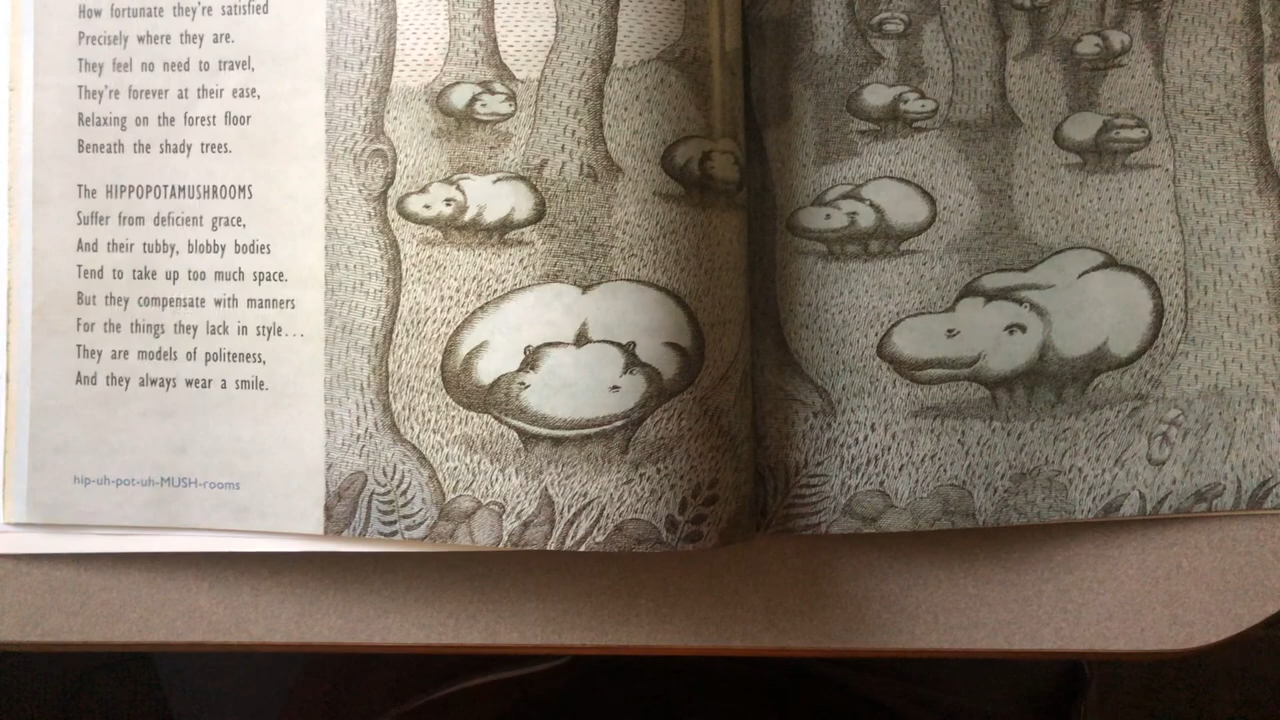 How fortunate they're satisfied
Precisely where they are.
They feel no need to travel,
They're forever at their ease,
Relaxing on the forest floor
Beneath the shady trees.
The HIPPOPOTAMUSHROOMS
Suffer from deficient grace,
And their tubby, blobby bodies
Tend to take up too much space.
But they compensate with manners
For the things they lack in style...
They are models of politeness,
And they always wear a smile.
hip-uh-pot-uh-MUSH-rooms